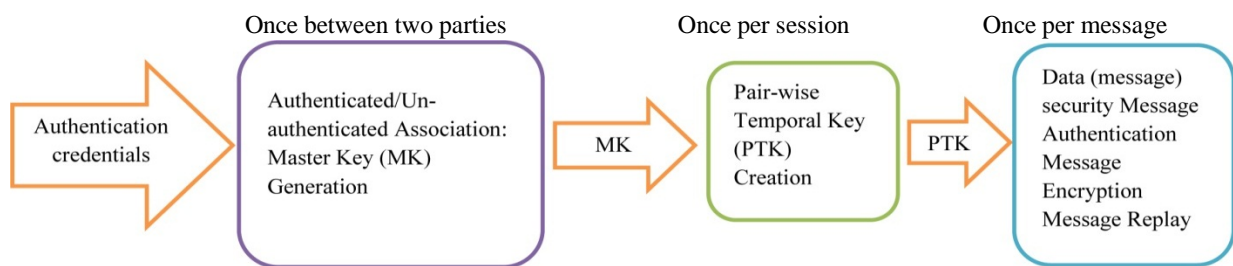 Once between two parties
Once per session
Once per message
Authentication
credentials
Authenticated/Un-
authenticated Association:
Master Key (MK)
Generation
MK
Pair-wise
Temporal Key
(PTK)
Creation
PTK
Data (message)
security Message
Authentication
Message
Encryption
Message Replay